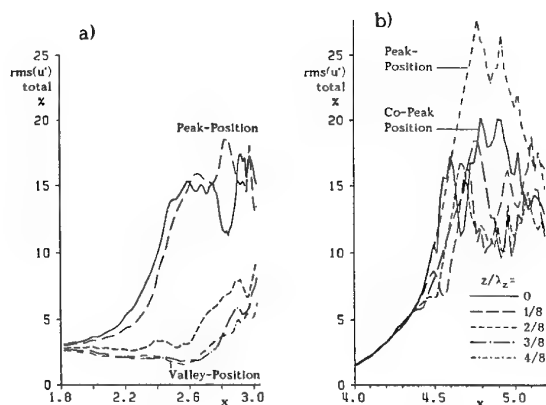 a)
25
rms(u')
total
%
20
Peak-Position
15
10
5
0
Valley-Position
1.8
2.2
2.6
x
3.0
b)
25
rms(u')
total
%
20
15
10
5
0
Peak-
Position
Co-Peak
Position
z/λz=
0
1/8
2/8
3/8
4/8
4.0
4.5
x
5.0